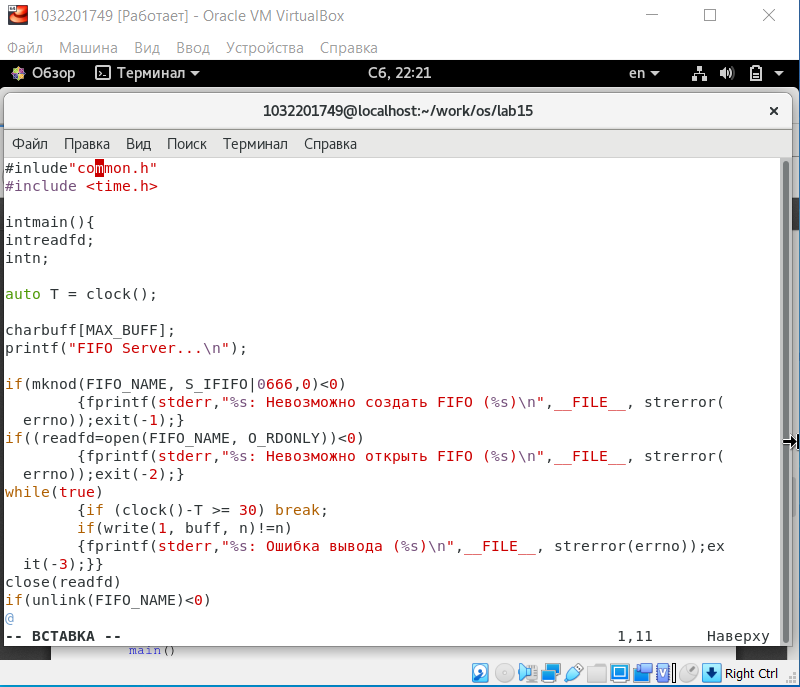 1032201749 [Работает] - Oracle VM VirtualBox
Файл Машина Вид Ввод Устройства Справка
Обзор Терминал Сб, 22:21 en
1032201749@localhost:~/work/os/lab15
Файл Правка Вид Поиск Терминал Справка
#inlude"common.h"
#include <time.h>
intmain(){
intreadfd;
intn;
auto T = clock();
charbuff[MAX_BUFF];
printf("FIFO Server...\n");
if(mknod(FIFO_NAME, S_IFIFO|0666,0)<0)
{fprintf(stderr,"%s: Невозможно создать FIFO (%s)\n",__FILE__, strerror(
errno));exit(-1);}
if((readfd=open(FIFO_NAME, O_RDONLY))<0)
{fprintf(stderr,"%s: Невозможно открыть FIFO (%s)\n",__FILE__, strerror(
errno));exit(-2);}
while(true)
{if (clock()-T >= 30) break;
if(write(1, buff, n)!=n)
{fprintf(stderr,"%s: Ошибка вывода (%s)\n",__FILE__, strerror(errno));ex
it(-3);}}
close(readfd)
if(unlink(FIFO_NAME)<0)
@
-- ВСТАВКА -- 1,11 Наверху
main()
Right Ctrl